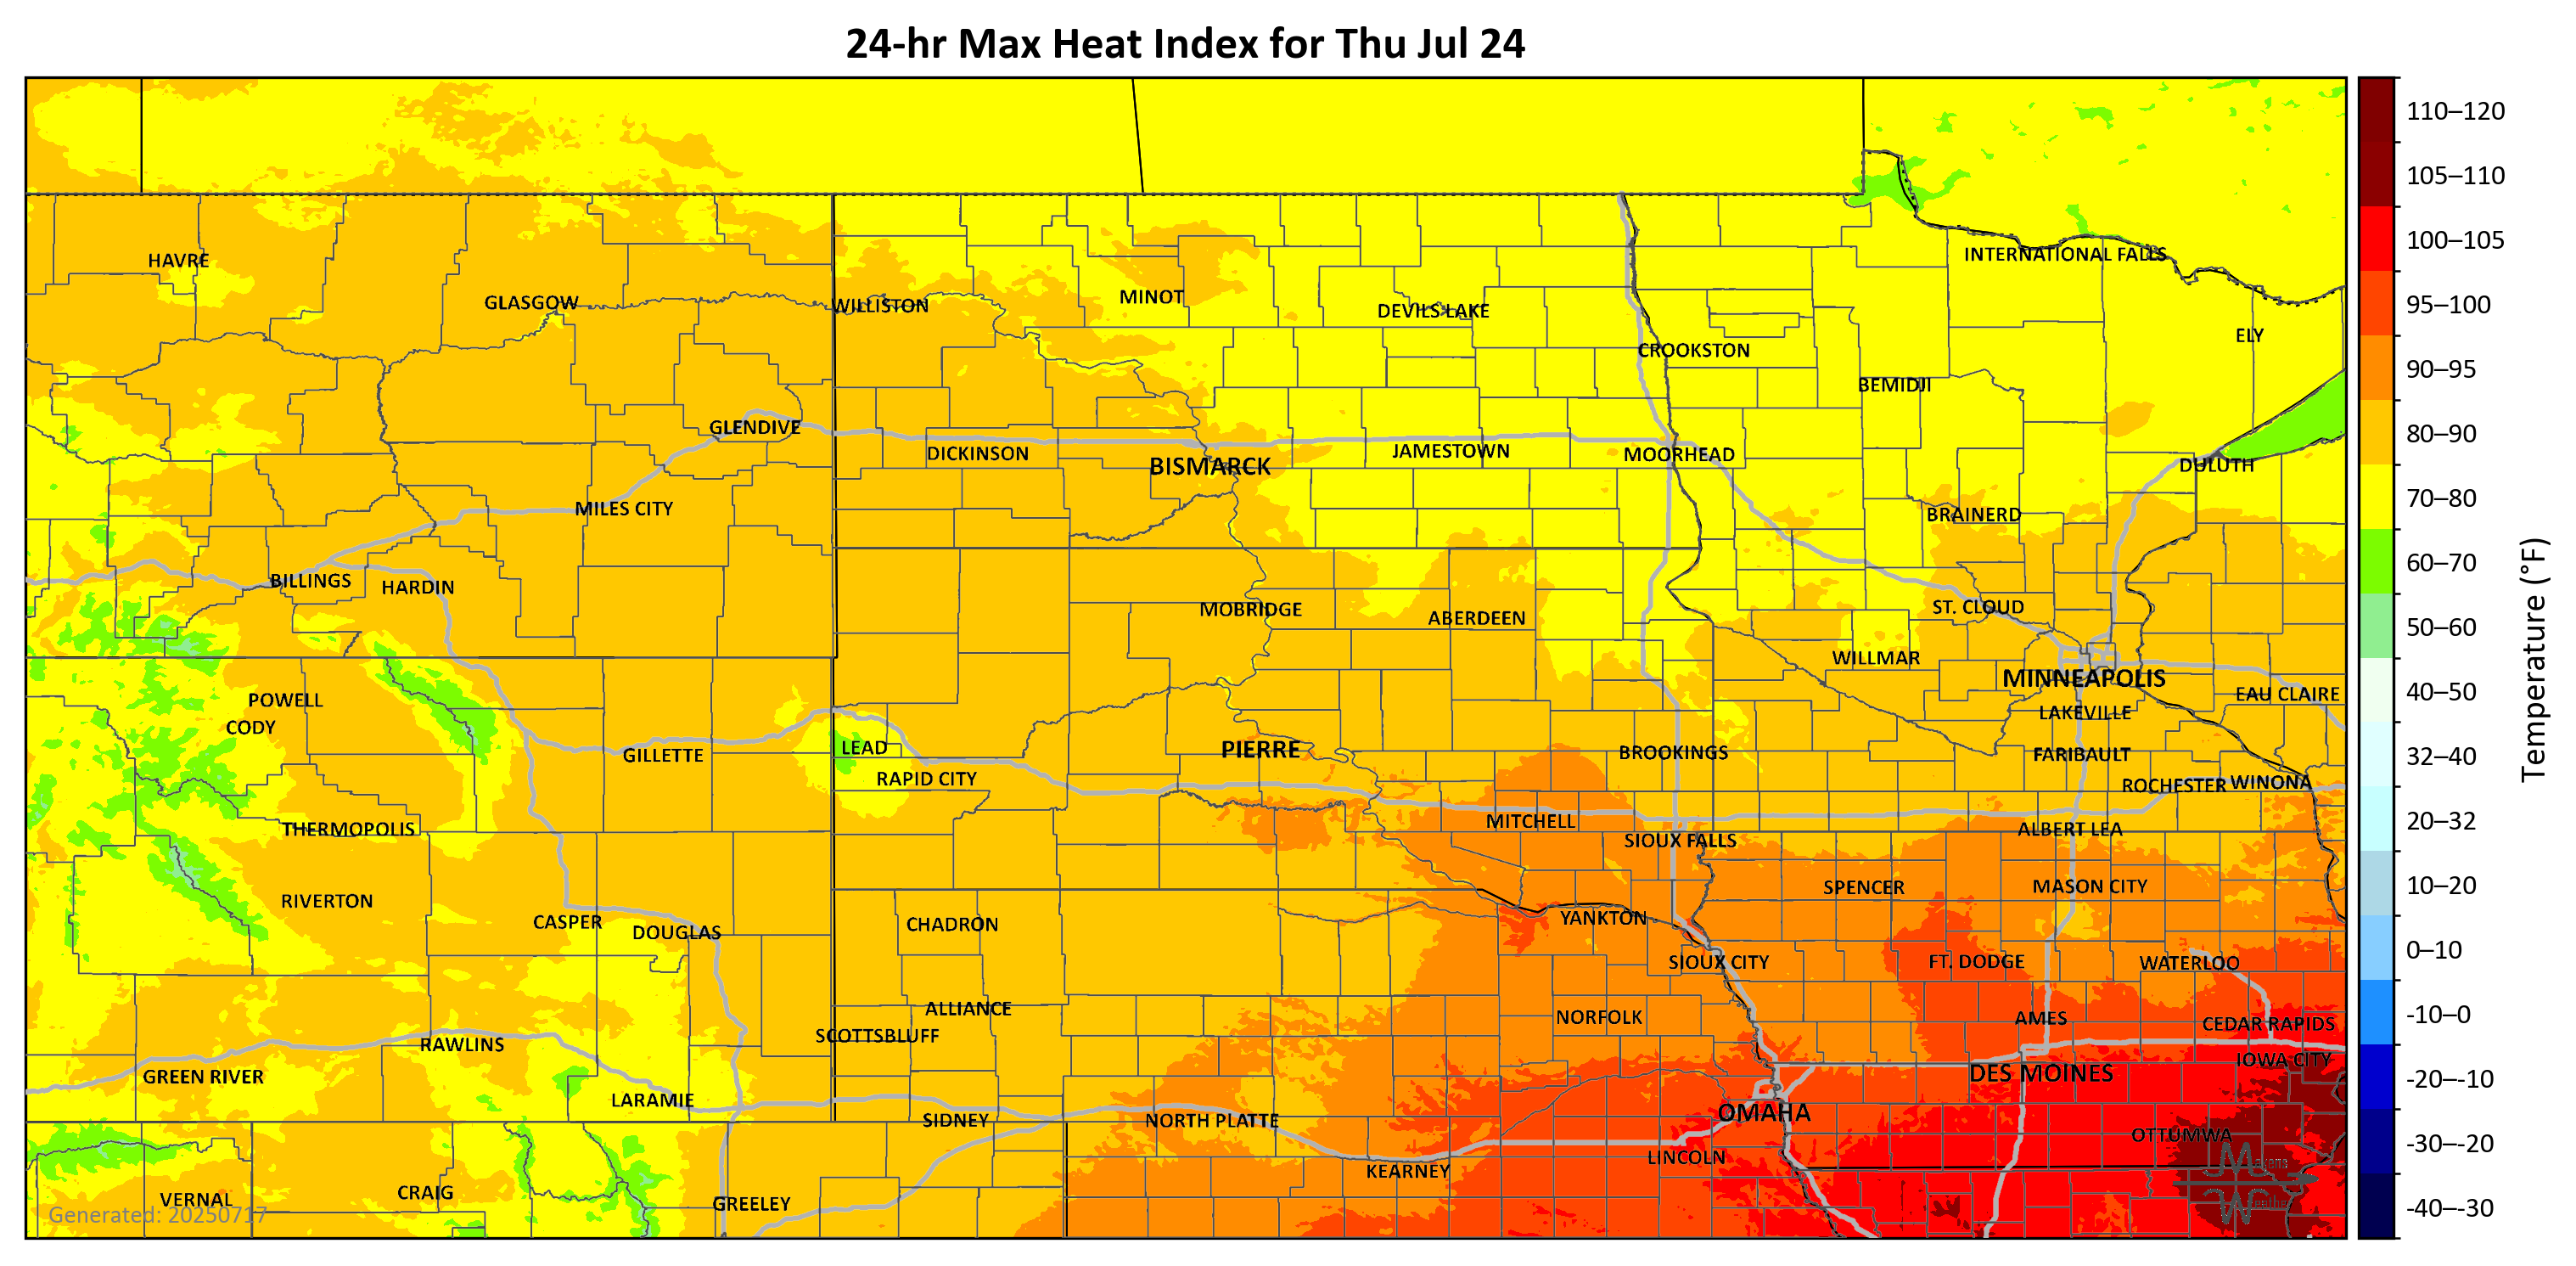 24-hr Max Heat Index for Thu Jul 24
110–120
105–110
HAVRE
INTERNATIONAL FALLS
100–105
GLASGOW
WILLISTON
MINOT
DEVILS LAKE
95–100
CROOKSTON
ELY
BEMIDJI
90–95
GLENDIVE
DICKINSON
BISMARCK
JAMESTOWN
MOORHEAD
DULUTH
80–90
MILES CITY
BRAINERD
70–80
BILLINGS
HARDIN
60–70
MOBRIDGE
ABERDEEN
ST. CLOUD
50–60
WILLMAR
MINNEAPOLIS
EAU CLAIRE
40–50
POWELL
CODY
LAKEVILLE
GILLETTE
LEAD
PIERRE
BROOKINGS
FARIBAULT
32–40
RAPID CITY
ROCHESTER
WINONA
Temperature (°F)
THERMOPOLIS
MITCHELL
SIOUX FALLS
ALBERT LEA
20–32
RIVERTON
SPENCER
MASON CITY
10–20
CASPER
DOUGLAS
CHADRON
YANKTON
0–10
SIOUX CITY
FT. DODGE
WATERLOO
ALLIANCE
NORFOLK
AMES
CEDAR RAPIDS
-10–0
RAWLINS
SCOTTSBLUFF
IOWA CITY
GREEN RIVER
DES MOINES
-20–-10
LARAMIE
SIDNEY
NORTH PLATTE
OMAHA
OTTUMWA
-30–-20
KEARNEY
LINCOLN
VERNAL
CRAIG
GREELEY
-40–-30
Generated: 20250717